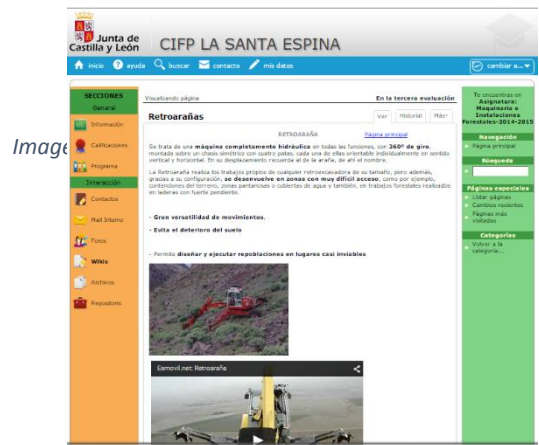 Junta de
Castilla y León
CIFP LA SANTA ESPINA
inicio ayuda buscar contacto mis datos
cambiar a...
SECCIONES
General
Información
Calificaciones
Programa
Interacción
Contactos
Mail Interno
Foros
Wikis
Archivos
Repositorio
Image
Visualizando página
En la tercera evaluación
Retroarañas
Ver Historial Más
RETROARAÑA
Página principal
Se trata de una máquina completamente hidráulica en todas las funciones, con 360º de giro,
montada sobre un chasis simétrico con cuatro patas, cada una de ellas orientable individualmente en sentido
vertical y horizontal. En su desplazamiento recuerda al de la araña, de ahí el nombre.
La Retroaraña realiza los trabajos propios de cualquier retroexcavadora de su tamaño, pero además,
gracias a su configuración, se desenvuelve en zonas con muy difícil acceso, como por ejemplo,
contenciones del terreno, zonas pantanosas o cubiertas de agua y también, en trabajos forestales realizados
en laderas con fuerte pendiente.
- Gran versatilidad de movimientos.
- Evita el deterioro del suelo
- Permite diseñar y ejecutar repoblaciones en lugares casi inviables
Esmovil.net: Retroaraña
Te encuentras en
Asignatura:
Maquinaria e
Instalaciones
Forestales-2014-2015
Navegación
Página principal
Búsqueda
Páginas especiales
Listar páginas
Cambios recientes
Páginas más
visitadas
Categorías
Volver a la
categoría...